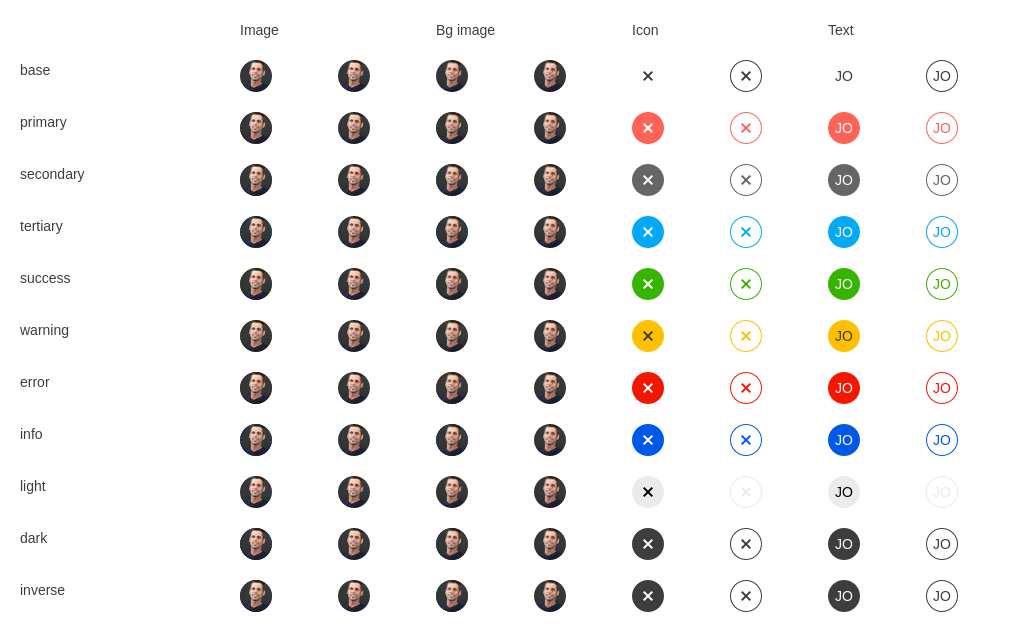 Image Bg image Icon Text
base JO JO
primary JO JO
secondary JO JO
tertiary JO JO
success JO JO
warning JO JO
error JO JO
info JO JO
light JO JO
dark JO JO
inverse JO JO